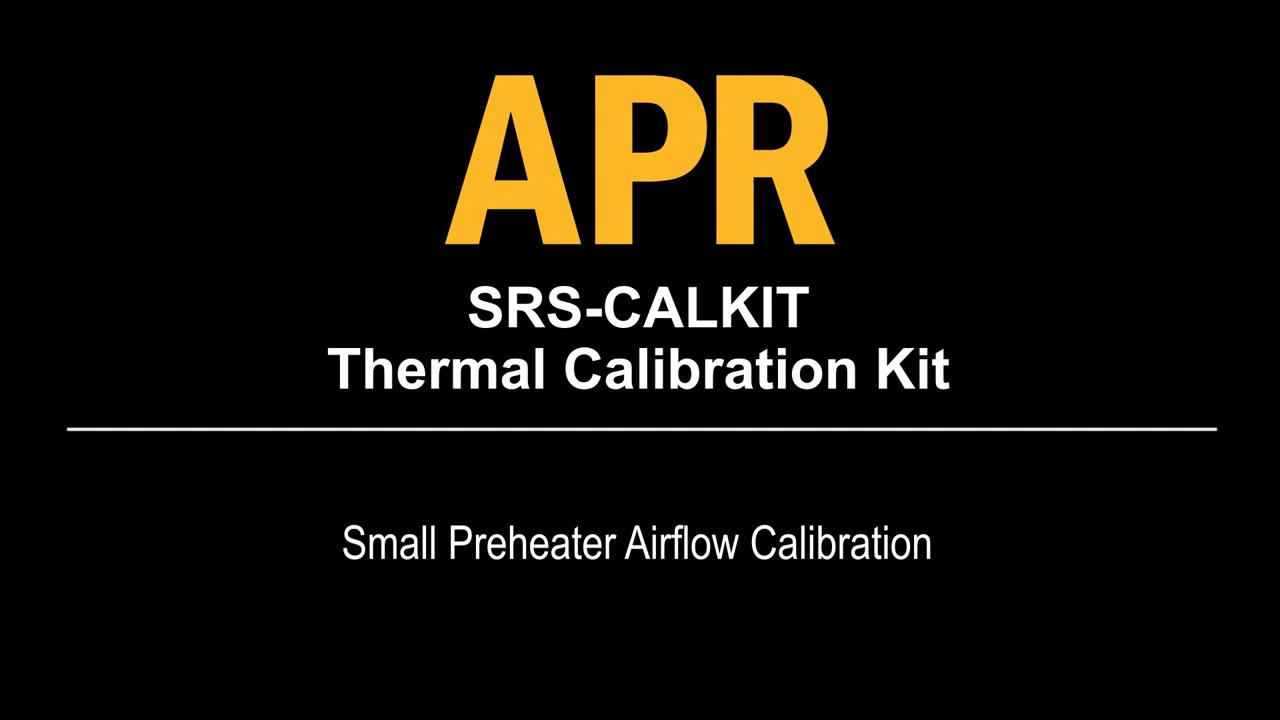 APR
SRS-CALKIT
Thermal Calibration Kit
Small Preheater Airflow Calibration